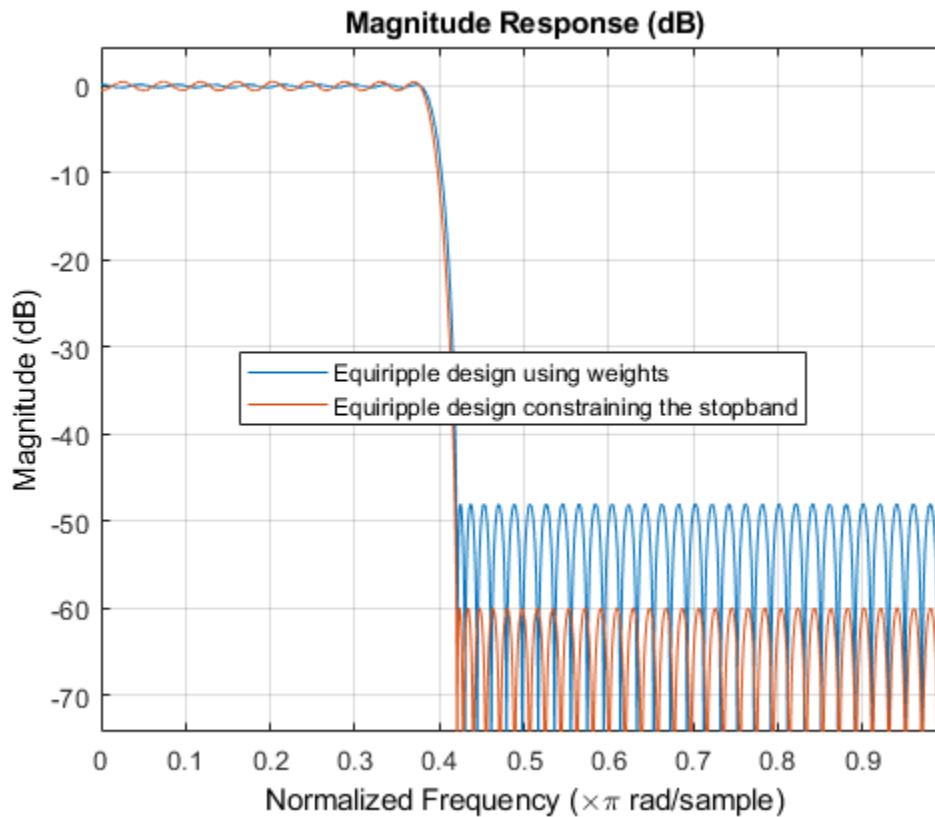 Magnitude Response (dB)
0
-10
-20
-30
-40
-50
-60
-70
Magnitude (dB)
Equiripple design using weights
Equiripple design constraining the stopband
0 0.1 0.2 0.3 0.4 0.5 0.6 0.7 0.8 0.9
Normalized Frequency (×π rad/sample)